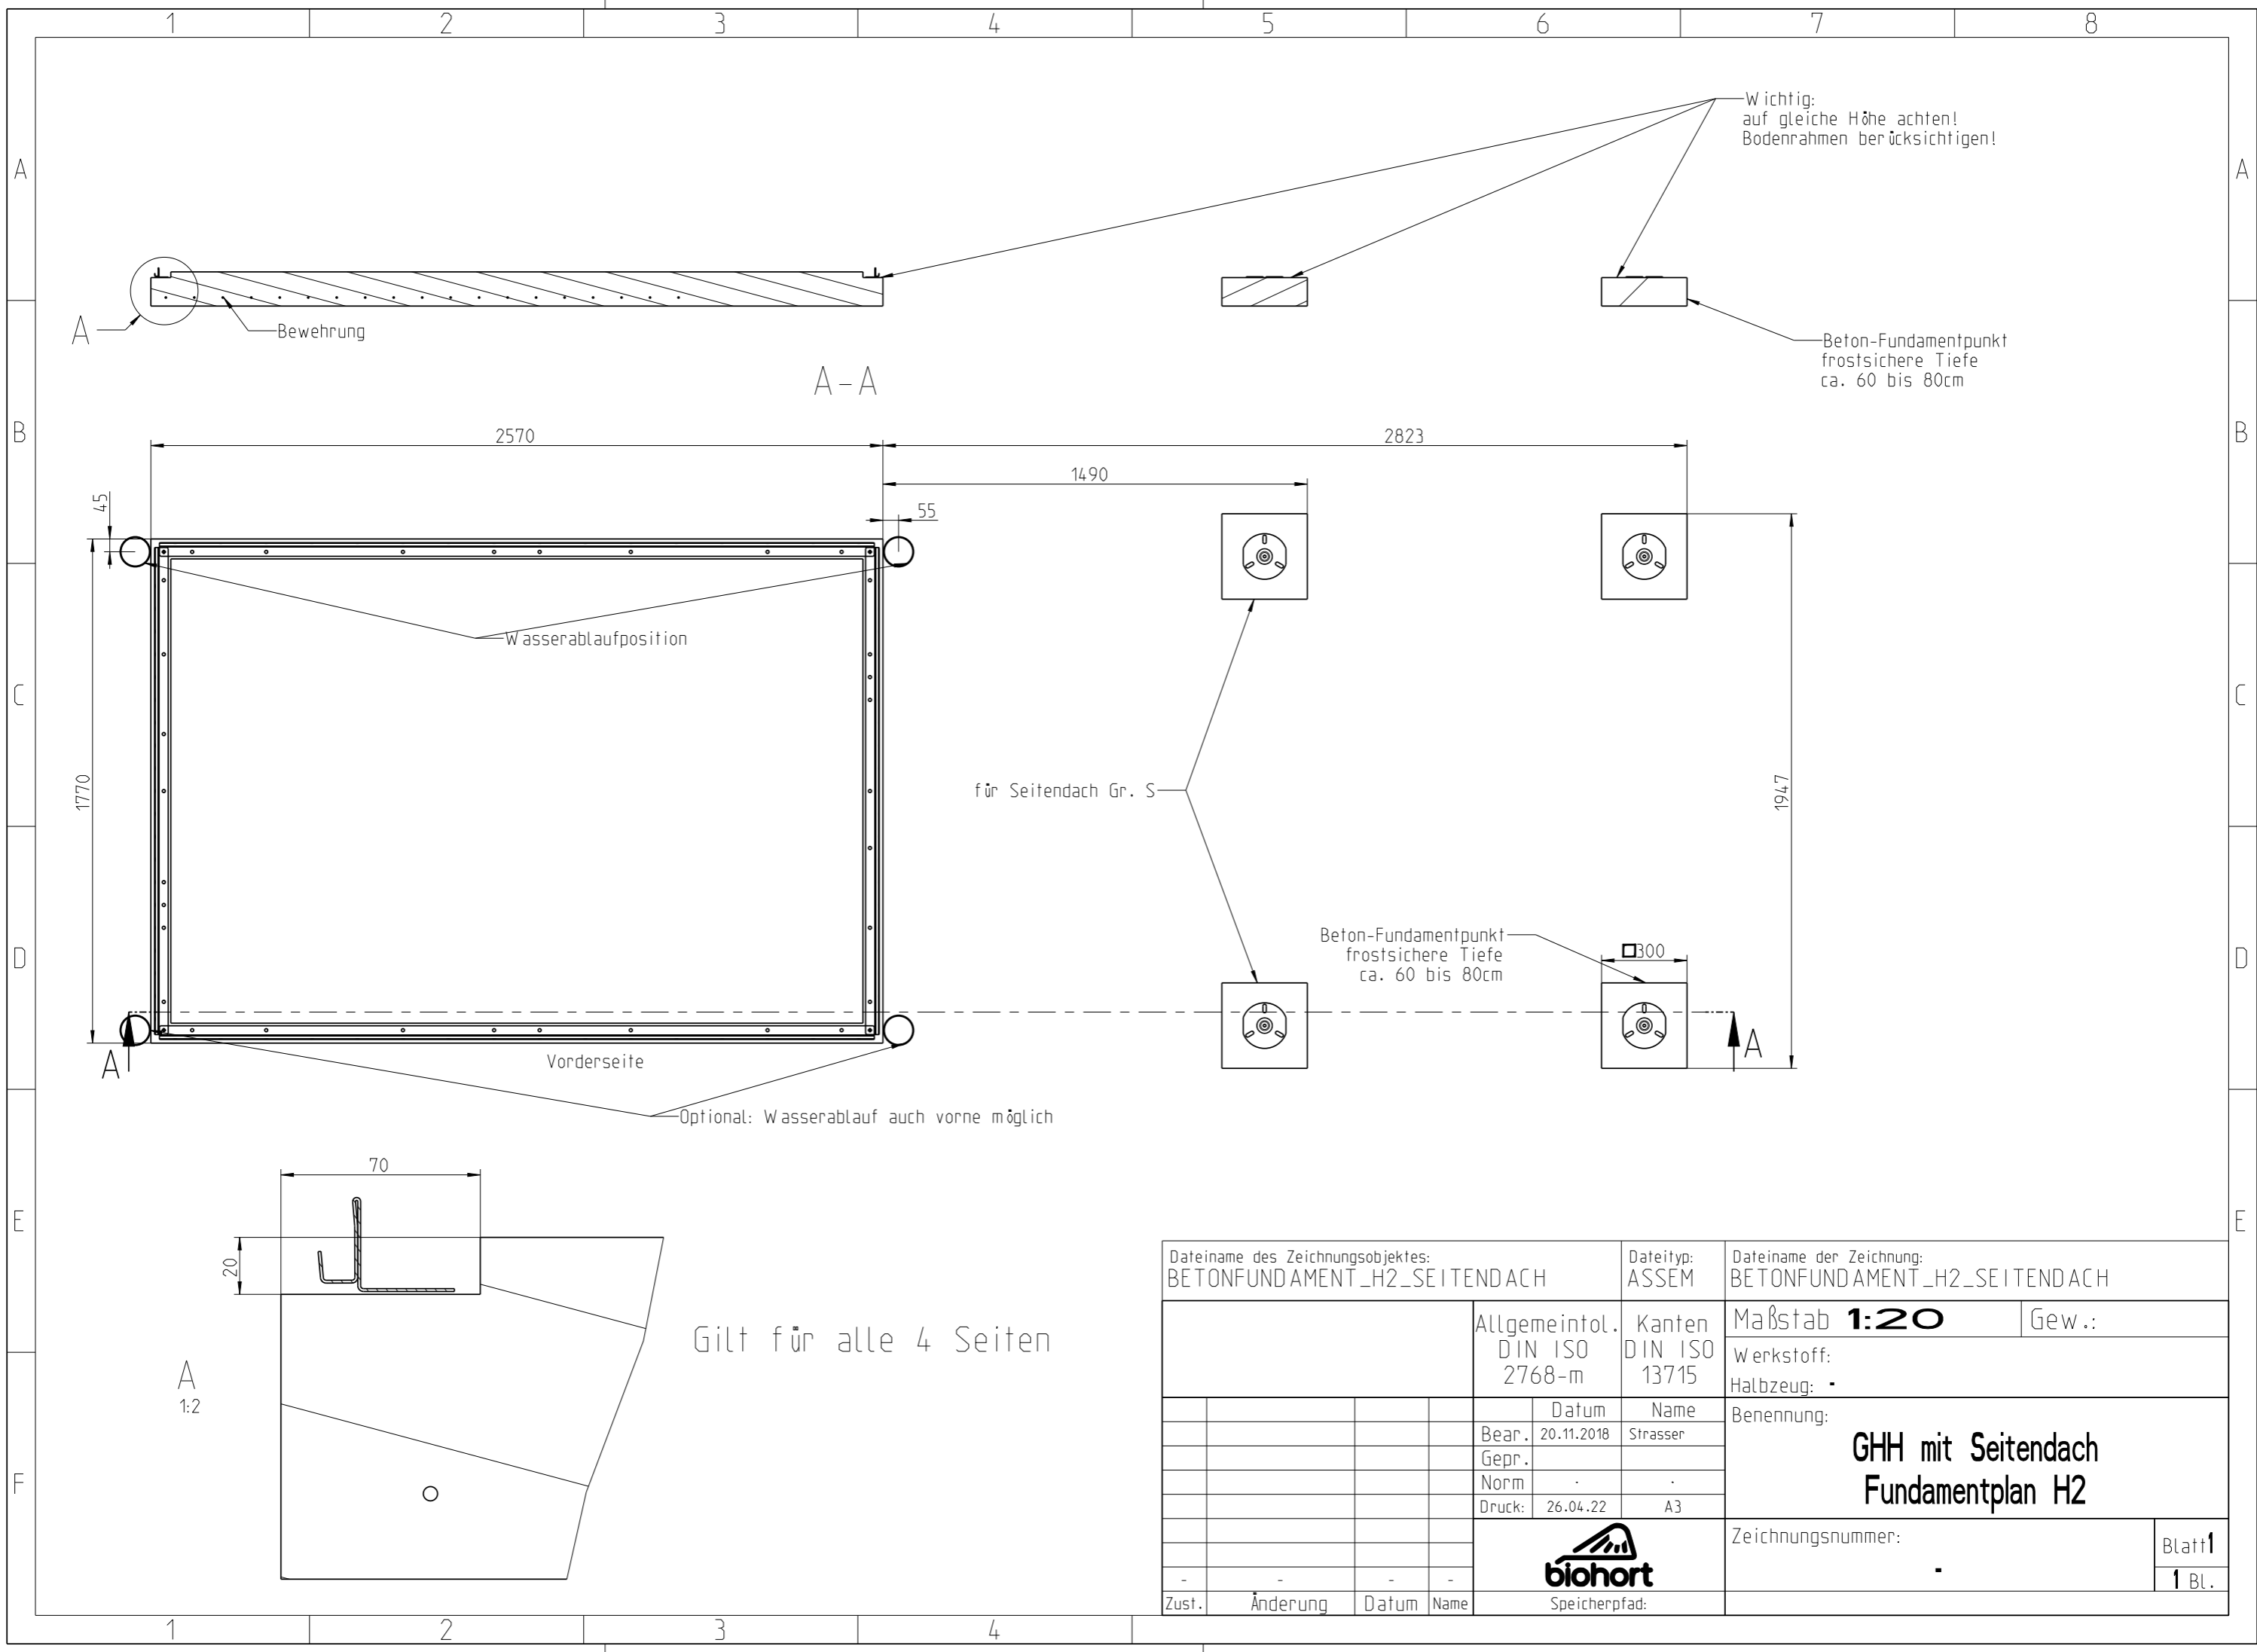 1 2 3 4 5 6 7 8
A A
Wichtig:
auf gleiche Höhe achten!
Bodenrahmen berücksichtigen!
A
Bewehrung
Beton-Fundamentpunkt
frostsichere Tiefe
ca. 60 bis 80cm
A-A
B B
2570 2823
1490
45
55
Wasserablaufposition
C C
1770
für Seitendach Gr. S
1947
Beton-Fundamentpunkt
frostsichere Tiefe
ca. 60 bis 80cm
□300
D D
A A
Vorderseite
Optional: Wasserablauf auch vorne möglich
70
E E
20
Gilt für alle 4 Seiten
A
1:2
F
Dateiname des Zeichnungsobjektes:
BETONFUNDAMENT_H2_SEITENDACH
Dateityp:
ASSEM
Dateiname der Zeichnung:
BETONFUNDAMENT_H2_SEITENDACH
Allgemeintol.
DIN ISO
2768-m
Kanten
DIN ISO
13715
Maßstab 1:20 Gew.:
Werkstoff:
Halbzeug: -
Datum Name
Bear. 20.11.2018 Strasser
Gepr.
Norm - -
Druck: 26.04.22 A3
Benennung:
GHH mit Seitendach
Fundamentplan H2
biohort
Zeichnungsnummer:
-
Blatt 1
1 Bl.
- - - -
Zust. Änderung Datum Name
Speicherpfad:
1 2 3 4